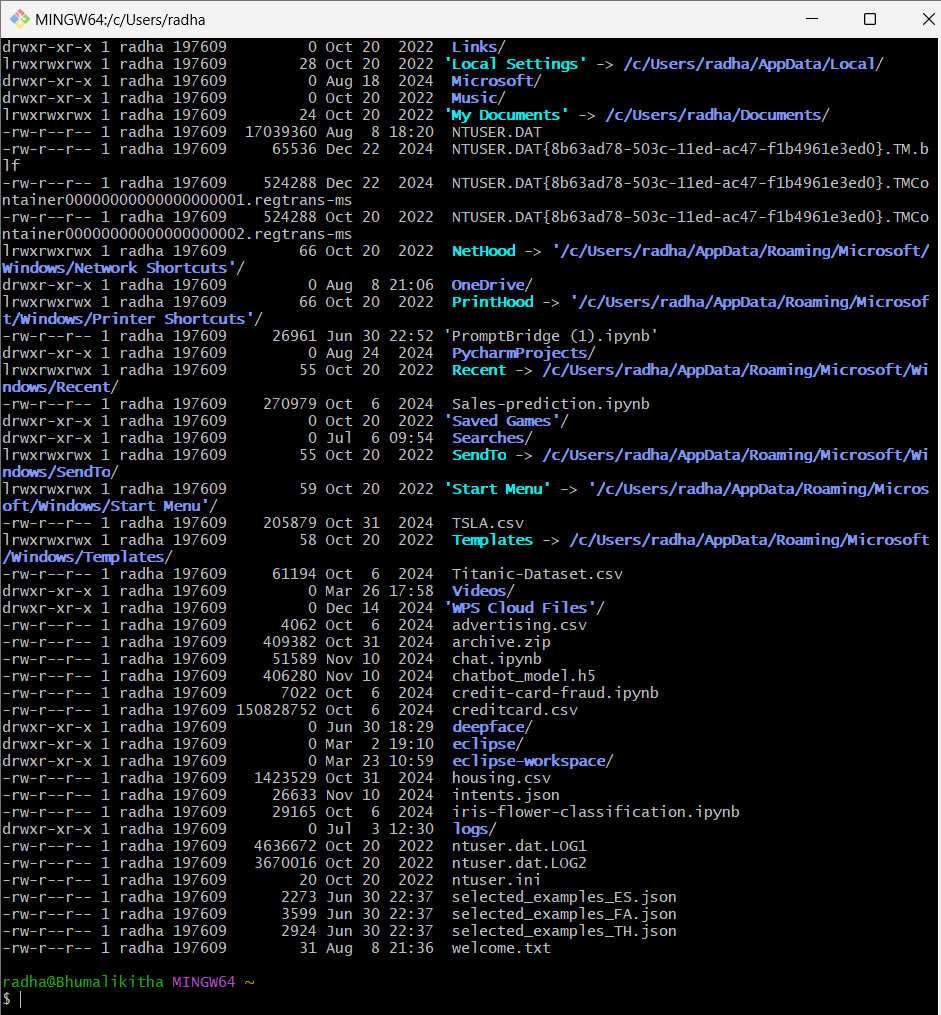 MINGW64:/c/Users/radha
drwxr-xr-x 1 radha 197609         0 Oct 20  2022  Links/
lrwxrwxrwx 1 radha 197609        28 Oct 20  2022 'Local Settings' -> /c/Users/radha/AppData/Local/
drwxr-xr-x 1 radha 197609         0 Aug 18  2024  Microsoft/
drwxr-xr-x 1 radha 197609         0 Oct 20  2022  Music/
lrwxrwxrwx 1 radha 197609        24 Oct 20  2022 'My Documents' -> /c/Users/radha/Documents/
-rw-r--r-- 1 radha 197609  17039360 Aug  8 18:20  NTUSER.DAT
-rw-r--r-- 1 radha 197609     65536 Dec 22  2024  NTUSER.DAT{8b63ad78-503c-11ed-ac47-f1b4961e3ed0}.TM.b
lf
-rw-r--r-- 1 radha 197609    524288 Dec 22  2024  NTUSER.DAT{8b63ad78-503c-11ed-ac47-f1b4961e3ed0}.TMCo
ntainer00000000000000000001.regtrans-ms
-rw-r--r-- 1 radha 197609    524288 Oct 20  2022  NTUSER.DAT{8b63ad78-503c-11ed-ac47-f1b4961e3ed0}.TMCo
ntainer00000000000000000002.regtrans-ms
lrwxrwxrwx 1 radha 197609        66 Oct 20  2022  NetHood -> '/c/Users/radha/AppData/Roaming/Microsoft/
Windows/Network Shortcuts'/
drwxr-xr-x 1 radha 197609         0 Aug  8 21:06  OneDrive/
lrwxrwxrwx 1 radha 197609        66 Oct 20  2022  PrintHood -> '/c/Users/radha/AppData/Roaming/Microsof
t/Windows/Printer Shortcuts'/
-rw-r--r-- 1 radha 197609     26961 Jun 30 22:52 'PromptBridge (1).ipynb'
drwxr-xr-x 1 radha 197609         0 Aug 24  2024  PycharmProjects/
lrwxrwxrwx 1 radha 197609        55 Oct 20  2022  Recent -> /c/Users/radha/AppData/Roaming/Microsoft/Wi
ndows/Recent/
-rw-r--r-- 1 radha 197609    270979 Oct  6  2024  Sales-prediction.ipynb
drwxr-xr-x 1 radha 197609         0 Oct 20  2022 'Saved Games'/
drwxr-xr-x 1 radha 197609         0 Jul  6 09:54  Searches/
lrwxrwxrwx 1 radha 197609        55 Oct 20  2022  SendTo -> /c/Users/radha/AppData/Roaming/Microsoft/Wi
ndows/SendTo/
lrwxrwxrwx 1 radha 197609        59 Oct 20  2022 'Start Menu' -> '/c/Users/radha/AppData/Roaming/Micros
oft/Windows/Start Menu'/
-rw-r--r-- 1 radha 197609    205879 Oct 31  2024  TSLA.csv
lrwxrwxrwx 1 radha 197609        58 Oct 20  2022  Templates -> /c/Users/radha/AppData/Roaming/Microsoft
/Windows/Templates/
-rw-r--r-- 1 radha 197609     61194 Oct  6  2024  Titanic-Dataset.csv
drwxr-xr-x 1 radha 197609         0 Mar 26 17:58  Videos/
drwxr-xr-x 1 radha 197609         0 Dec 14  2024 'WPS Cloud Files'/
-rw-r--r-- 1 radha 197609      4062 Oct  6  2024  advertising.csv
-rw-r--r-- 1 radha 197609    409382 Oct 31  2024  archive.zip
-rw-r--r-- 1 radha 197609     51589 Nov 10  2024  chat.ipynb
-rw-r--r-- 1 radha 197609    406280 Nov 10  2024  chatbot_model.h5
-rw-r--r-- 1 radha 197609      7022 Oct  6  2024  credit-card-fraud.ipynb
-rw-r--r-- 1 radha 197609 150828752 Oct  6  2024  creditcard.csv
drwxr-xr-x 1 radha 197609         0 Jun 30 18:29  deepface/
drwxr-xr-x 1 radha 197609         0 Mar  2 19:10  eclipse/
drwxr-xr-x 1 radha 197609         0 Mar 23 10:59  eclipse-workspace/
-rw-r--r-- 1 radha 197609   1423529 Oct 31  2024  housing.csv
-rw-r--r-- 1 radha 197609     26633 Nov 10  2024  intents.json
-rw-r--r-- 1 radha 197609     29165 Oct  6  2024  iris-flower-classification.ipynb
drwxr-xr-x 1 radha 197609         0 Jul  3 12:30  logs/
-rw-r--r-- 1 radha 197609   4636672 Oct 20  2022  ntuser.dat.LOG1
-rw-r--r-- 1 radha 197609   3670016 Oct 20  2022  ntuser.dat.LOG2
-rw-r--r-- 1 radha 197609        20 Oct 20  2022  ntuser.ini
-rw-r--r-- 1 radha 197609      2273 Jun 30 22:37  selected_examples_ES.json
-rw-r--r-- 1 radha 197609      3599 Jun 30 22:37  selected_examples_FA.json
-rw-r--r-- 1 radha 197609      2924 Jun 30 22:37  selected_examples_TH.json
-rw-r--r-- 1 radha 197609        31 Aug  8 21:36  welcome.txt
radha@Bhumalikitha MINGW64 ~
$